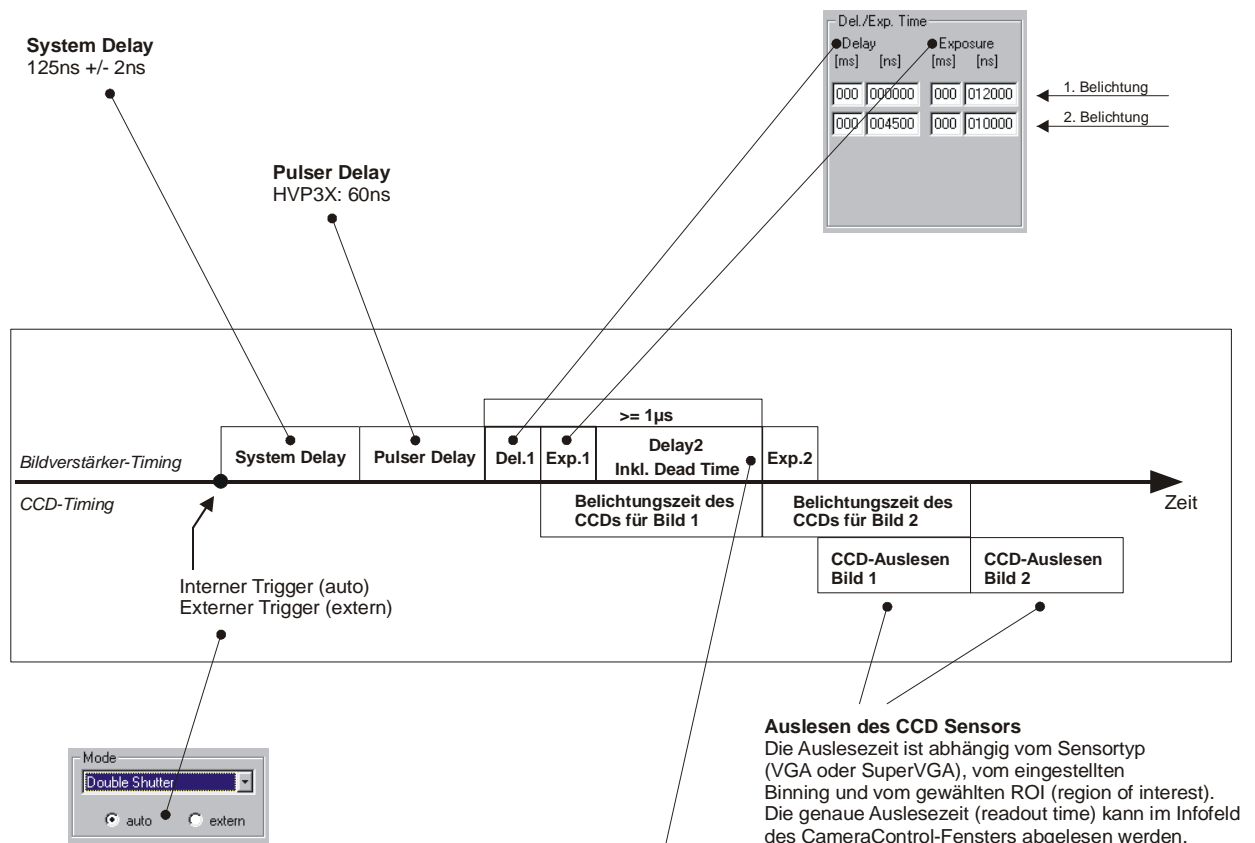 System Delay
125ns +/- 2ns
Pulser Delay
HVP3X: 60ns
Del./Exp. Time
Delay Exposure
[ms] [ns] [ms] [ns]
000 000000 000 012000
1. Belichtung
000 004500 000 010000
2. Belichtung
>= 1µs
Bildverstärker-Timing
System Delay
Pulser Delay
Del.1
Exp.1
Delay2
Inkl. Dead Time
Exp.2
CCD-Timing
Belichtungszeit des
CCDs für Bild 1
Belichtungszeit des
CCDs für Bild 2
Zeit
CCD-Auslesen
Bild 1
CCD-Auslesen
Bild 2
Interner Trigger (auto)
Externer Trigger (extern)
Mode
Double Shutter
auto extern
Auslesen des CCD Sensors
Die Auslesezeit ist abhängig vom Sensortyp
(VGA oder SuperVGA), vom eingestellten
Binning und vom gewählten ROI (region of interest).
Die genaue Auslesezeit (readout time) kann im Infofeld
des CameraControl-Fensters abgelesen werden.